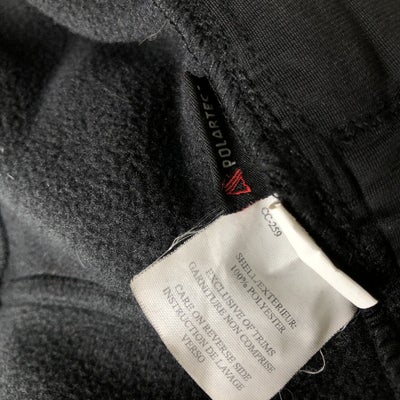 POLARTEC
CC-259
SHELL/EXTERIEUR:
100% POLYESTER
EXCLUSIVE OF TRIMS
GARNITURE NON COMPRISE
CARE ON REVERSE SIDE
INSTRUCTION DE LAVAGE
VERSO